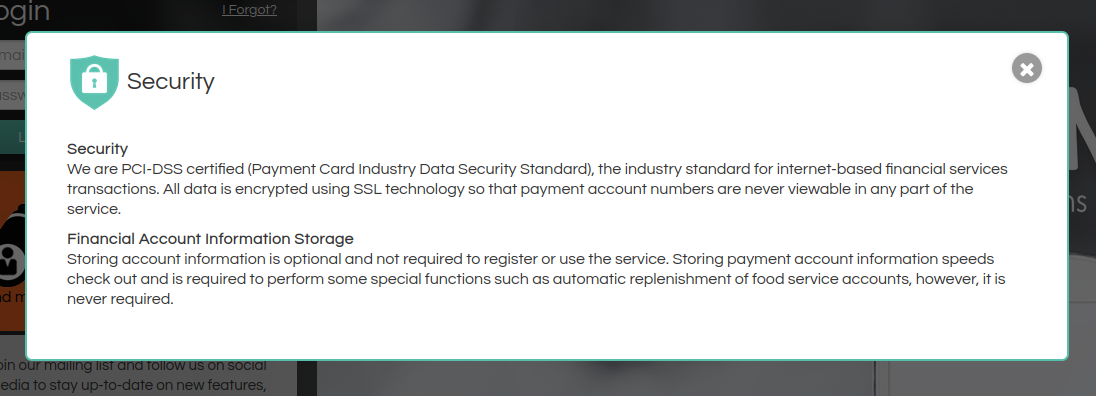 ogin
I Forgot?
Security
Security
We are PCI-DSS certified (Payment Card Industry Data Security Standard), the industry standard for internet-based financial services
transactions. All data is encrypted using SSL technology so that payment account numbers are never viewable in any part of the
service.
Financial Account Information Storage
Storing account information is optional and not required to register or use the service. Storing payment account information speeds
check out and is required to perform some special functions such as automatic replenishment of food service accounts, however, it is
never required.
oin our mailing list and follow us on social
edia to stay up-to-date on new features,